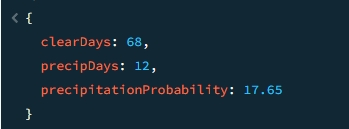 < {
clearDays: 68,
precipDays: 12,
precipitationProbability: 17.65
}